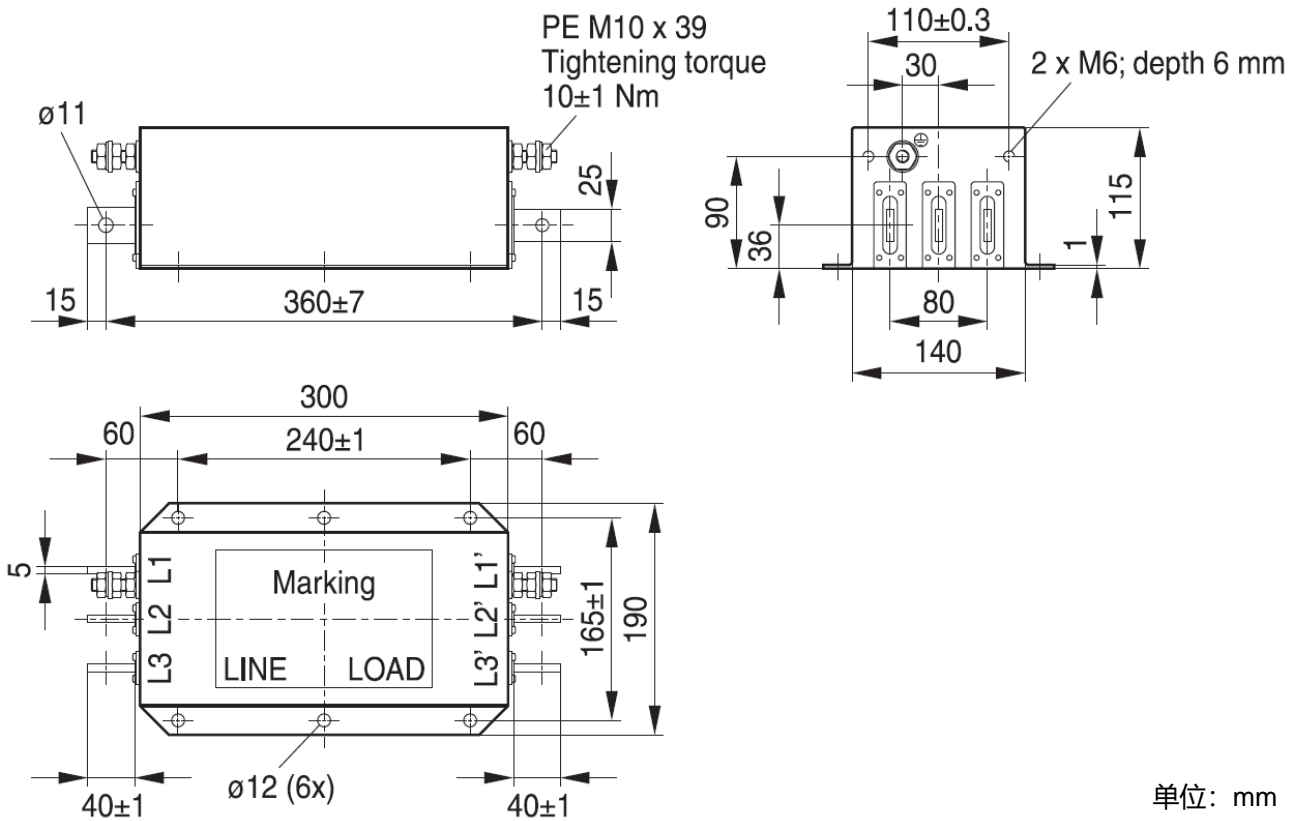 PE M10 x 39
Tightening torque
10±1 Nm
ø11
25
15
360±7
15
110±0.3
30
2 x M6; depth 6 mm
90
36
115
1
80
140
300
60
240±1
60
5
L1
L2
L3
Marking
LINE LOAD
L1'
L2'
L3'
165±1
190
40±1
ø12 (6x)
40±1
单位：mm